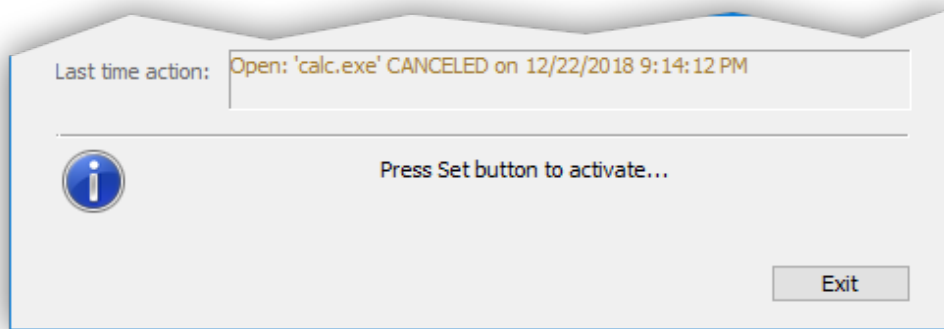 Last time action: Open: 'calc.exe' CANCELED on 12/22/2018 9:14:12 PM
Press Set button to activate...
Exit